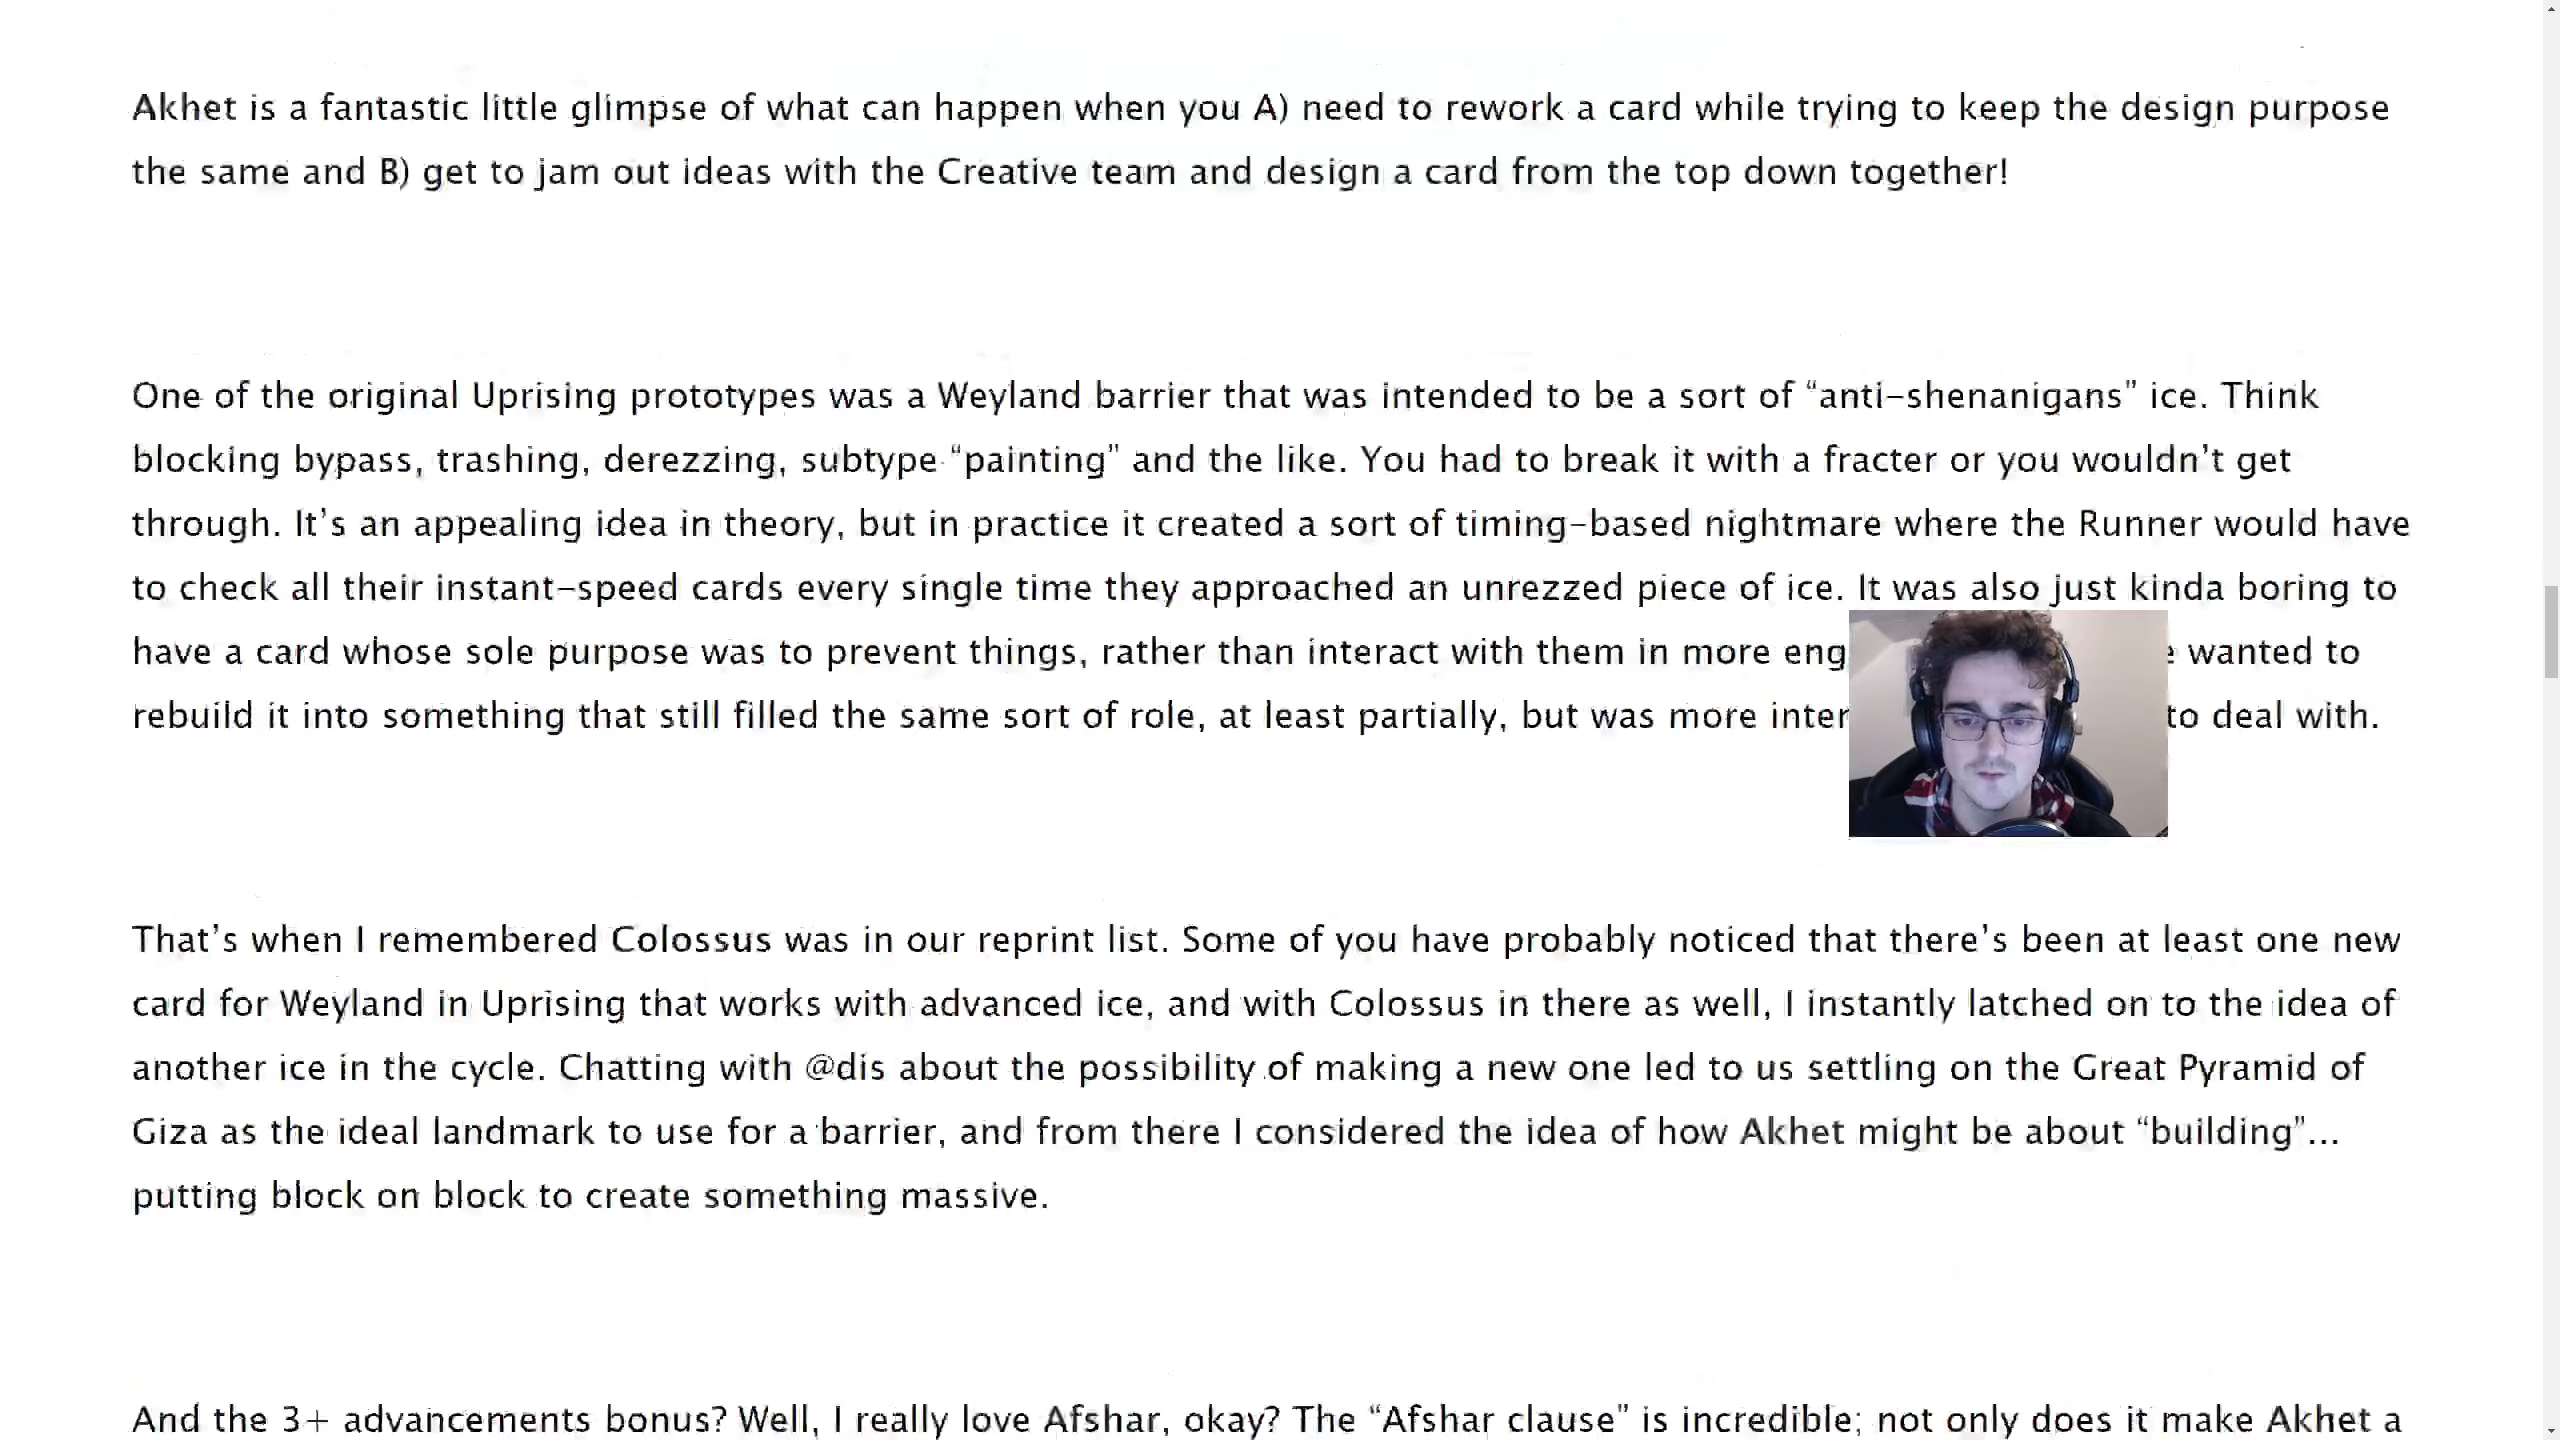 Akhet is a fantastic little glimpse of what can happen when you A) need to rework a card while trying to keep the design purpose
the same and B) get to jam out ideas with the Creative team and design a card from the top down together!
One of the original Uprising prototypes was a Weyland barrier that was intended to be a sort of “anti-shenanigans” ice. Think
blocking bypass, trashing, derezzing, subtype “painting” and the like. You had to break it with a fracter or you wouldn’t get
through. It’s an appealing idea in theory, but in practice it created a sort of timing-based nightmare where the Runner would have
to check all their instant-speed cards every single time they approached an unrezzed piece of ice. It was also just kinda boring to
have a card whose sole purpose was to prevent things, rather than interact with them in more wanted to
rebuild it into something that still filled the same sort of role, at least partially, but was more to deal with.
That’s when I remembered Colossus was in our reprint list. Some of you have probably noticed that there’s been at least one new
card for Weyland in Uprising that works with advanced ice, and with Colossus in there as well, I instantly latched on to the idea of
another ice in the cycle. Chatting with @dis about the possibility of making a new one led to us settling on the Great Pyramid of
Giza as the ideal landmark to use for a barrier, and from there I considered the idea of how Akhet might be about “building”...
putting block on block to create something massive.
And the 3+ advancements bonus? Well, I really love Afshar, okay? The “Afshar clause” is incredible; not only does it make Akhet a